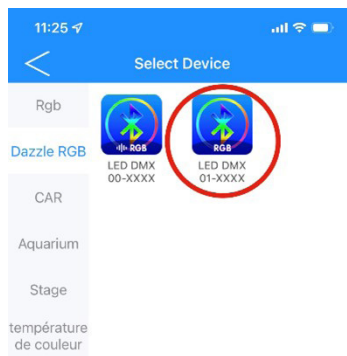 11:25
Select Device
Rgb
Dazzle RGB
CAR
Aquarium
Stage
température
de couleur
RGB
LED DMX
00-XXXX
RGB
LED DMX
01-XXXX